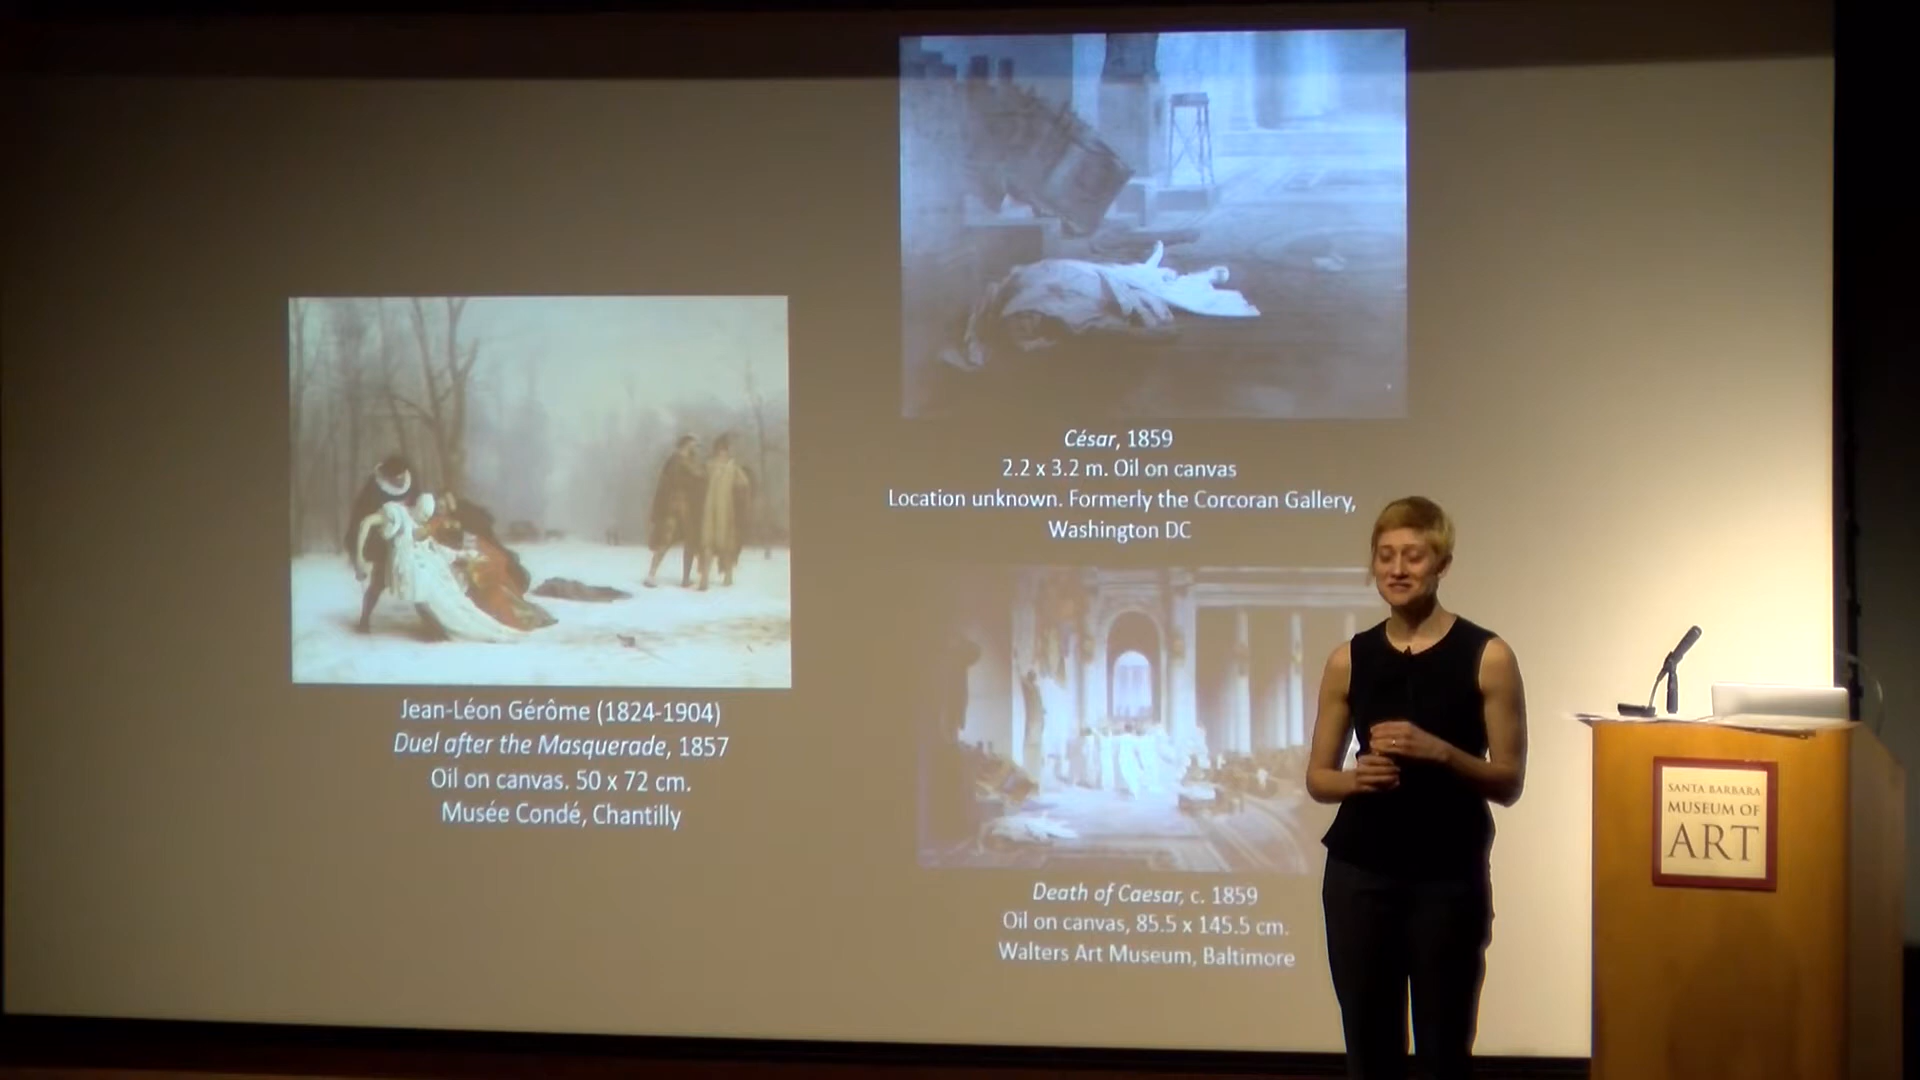 César, 1859
2.2 x 3.2 m. Oil on canvas
Location unknown. Formerly the Corcoran Gallery,
Washington DC
Jean-Léon Gérôme (1824-1904)
Duel after the Masquerade, 1857
Oil on canvas. 50 x 72 cm.
Musée Condé, Chantilly
Death of Caesar, c. 1859
Oil on canvas, 85.5 x 145.5 cm.
Walters Art Museum, Baltimore
SANTA BARBARA
MUSEUM OF
ART